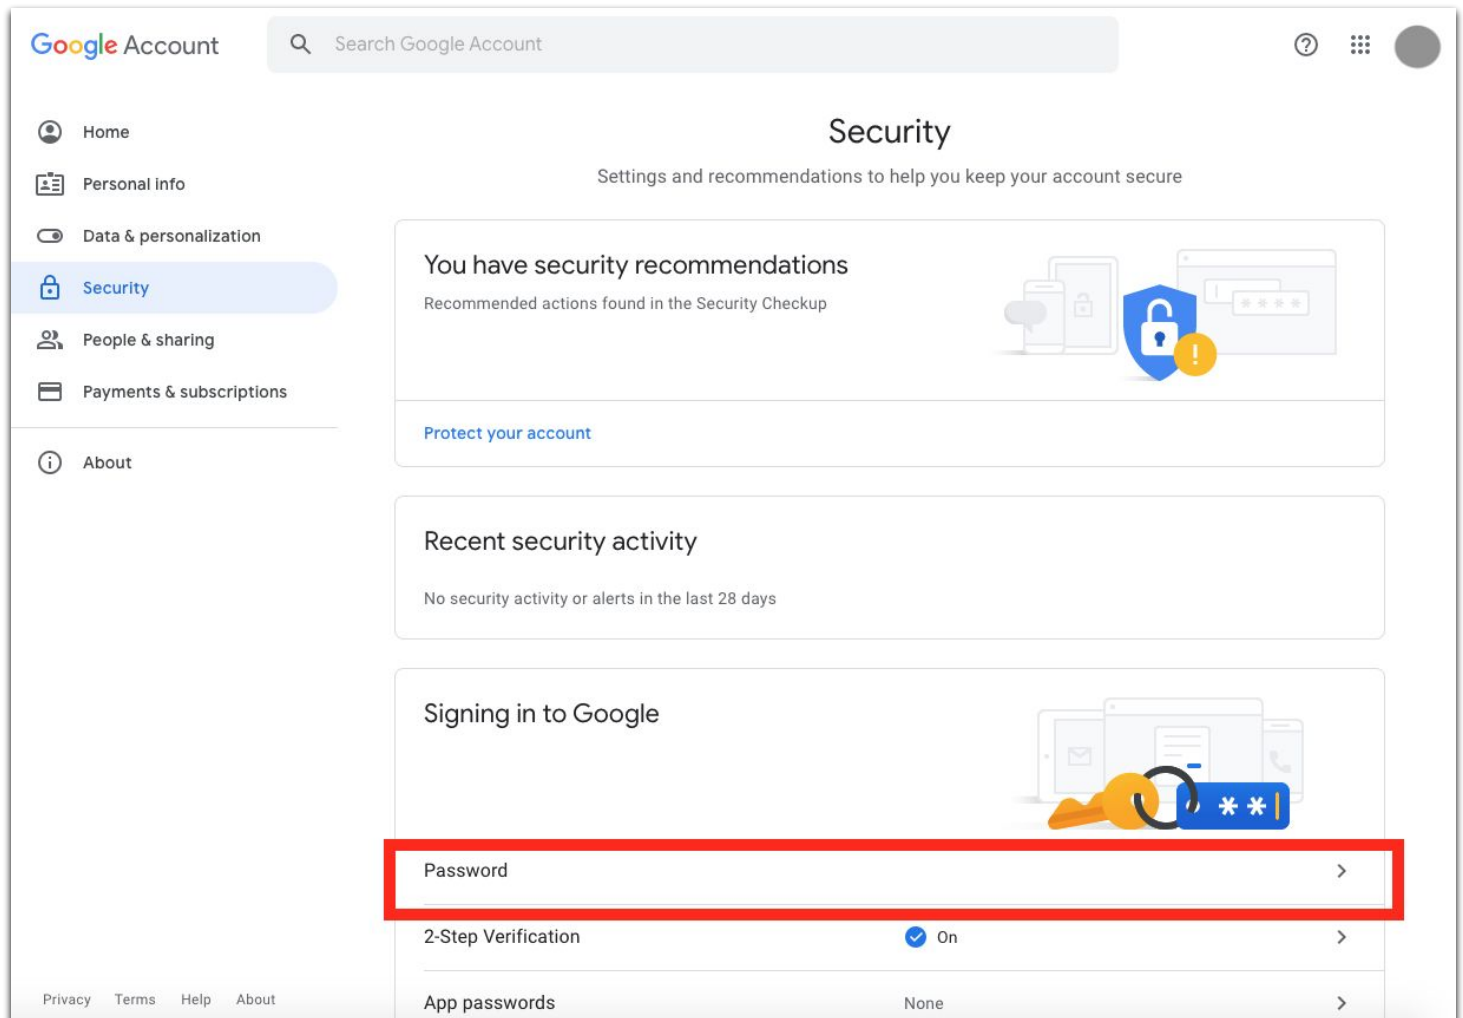 Google Account
Search Google Account
Home
Personal info
Data & personalization
Security
People & sharing
Payments & subscriptions
About
Security
Settings and recommendations to help you keep your account secure
You have security recommendations
Recommended actions found in the Security Checkup
Protect your account
Recent security activity
No security activity or alerts in the last 28 days
Signing in to Google
Password
2-Step Verification On
App passwords None
Privacy Terms Help About